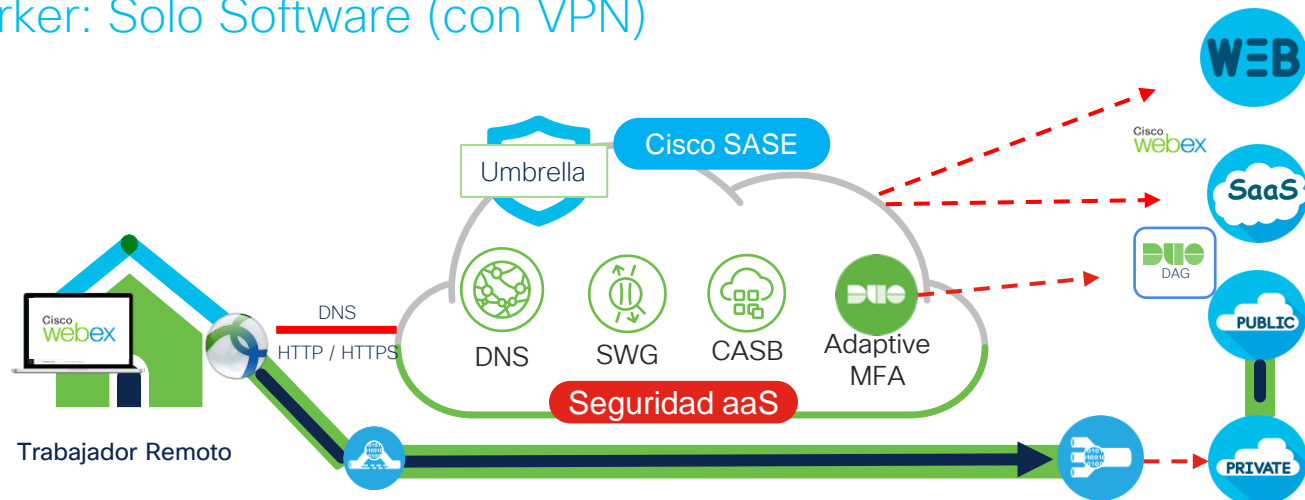 rker: Solo Software (con VPN)
WEB
Cisco SASE
Umbrella
Cisco
webex
SaaS
DUO
DAG
Cisco
webex
DNS
HTTP / HTTPS
DNS
SWG
CASB
DUO
Adaptive
MFA
PUBLIC
Seguridad aaS
Trabajador Remoto
PRIVATE